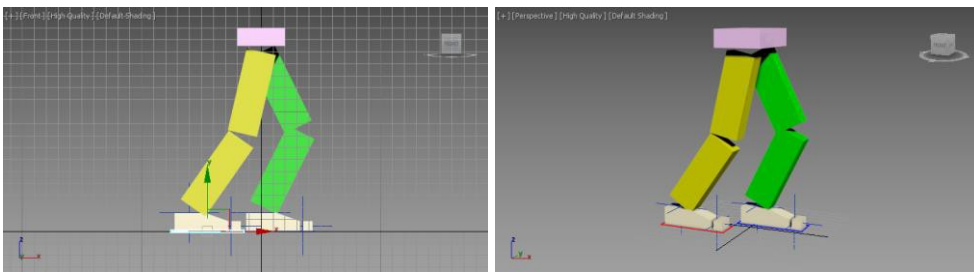 [+] [Front] [High Quality] [Default Shading]
[+] [Perspective] [High Quality] [Default Shading]
z
x
z
x